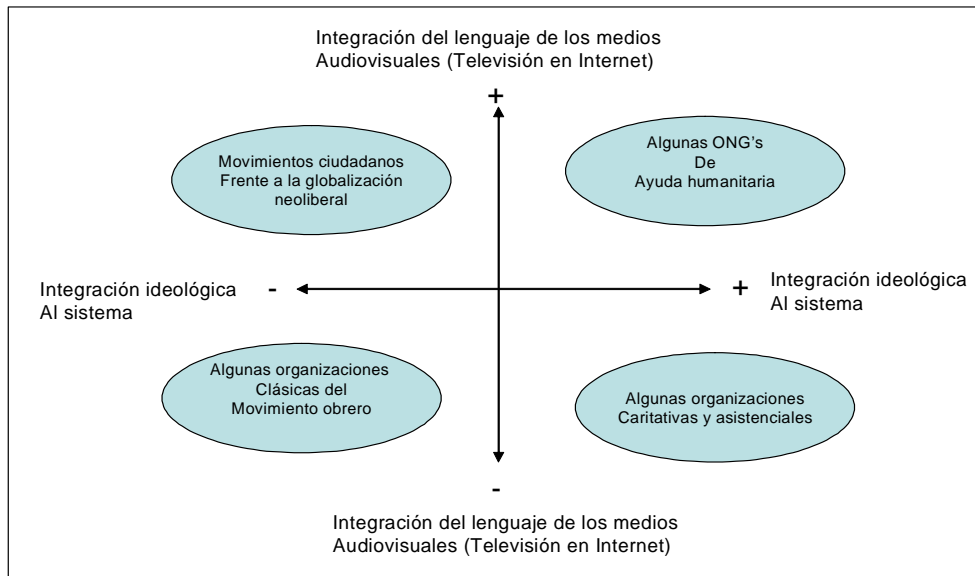 Integración del lenguaje de los medios
Audiovisuales (Televisión en Internet)
+
Movimientos ciudadanos
Frente a la globalización
neoliberal
Algunas ONG's
De
Ayuda humanitaria
Integración ideológica
Al sistema
-
+
Integración ideológica
Al sistema
Algunas organizaciones
Clásicas del
Movimiento obrero
Algunas organizaciones
Caritativas y asistenciales
-
Integración del lenguaje de los medios
Audiovisuales (Televisión en Internet)